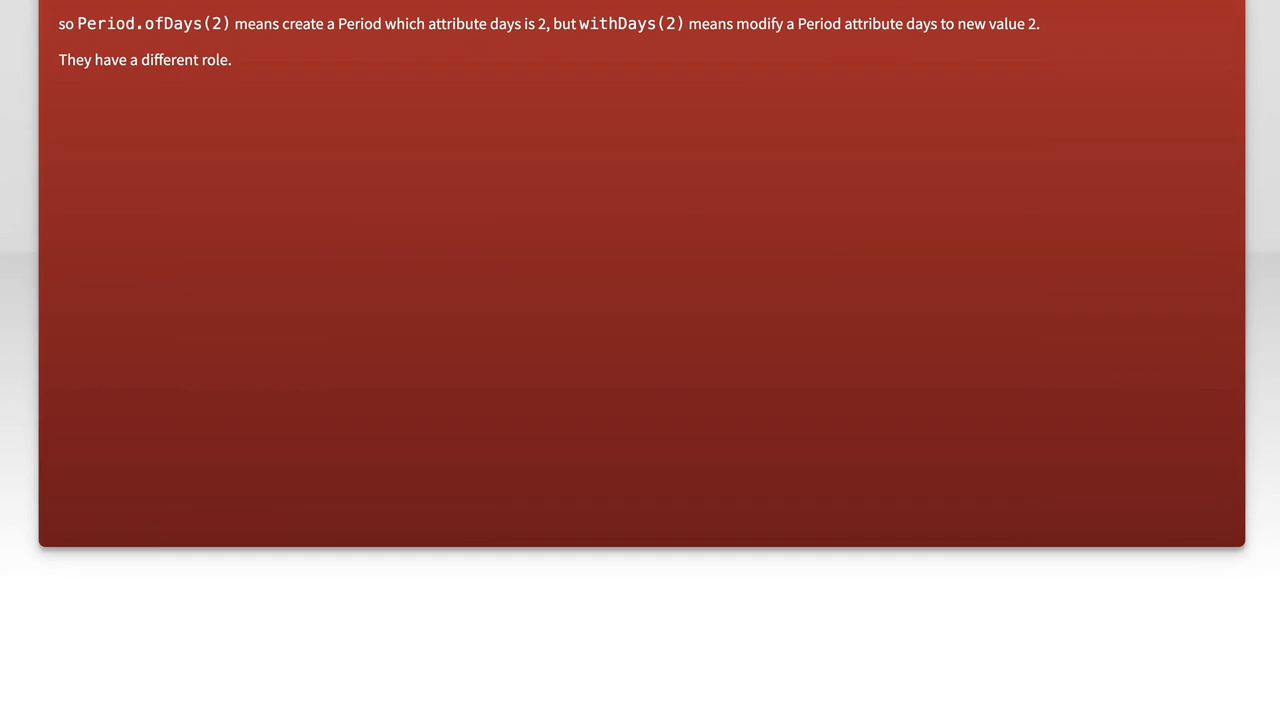 so Period.ofDays(2) means create a Period which attribute days is 2, but withDays(2) means modify a Period attribute days to new value 2.
They have a different role.